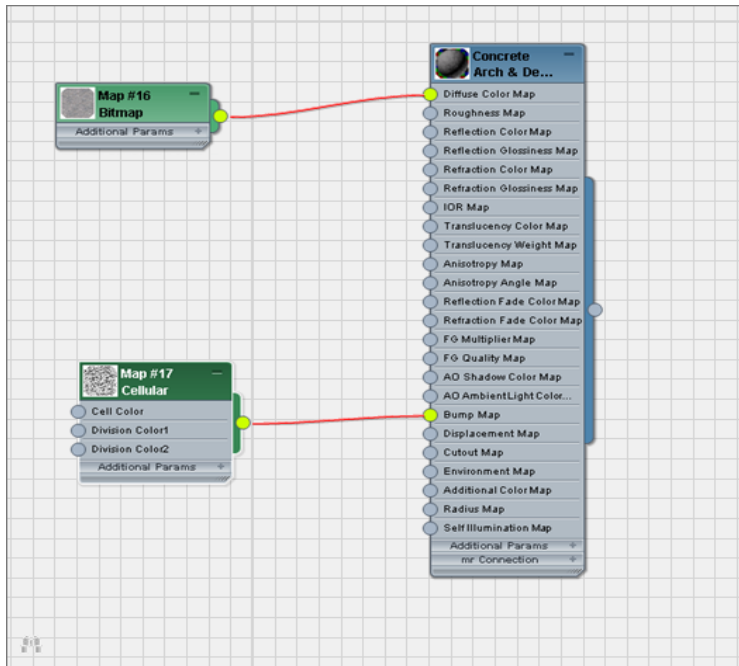 Map #16
Bitmap
Additional Params
Concrete
Arch & De...
Diffuse Color Map
Roughness Map
Reflection Color Map
Reflection Glossiness Map
Refraction Color Map
Refraction Glossiness Map
IOR Map
Translucency Color Map
Translucency Weight Map
Anisotropy Map
Anisotropy Angle Map
Reflection Fade Color Map
Refraction Fade Color Map
FG Multiplier Map
FG Quality Map
AO Shadow Color Map
AO Ambient Light Color...
Bump Map
Displacement Map
Cutout Map
Environment Map
Additional Color Map
Radius Map
Self Illumination Map
Additional Params
mr Connection
Map #17
Cellular
Cell Color
Division Color1
Division Color2
Additional Params